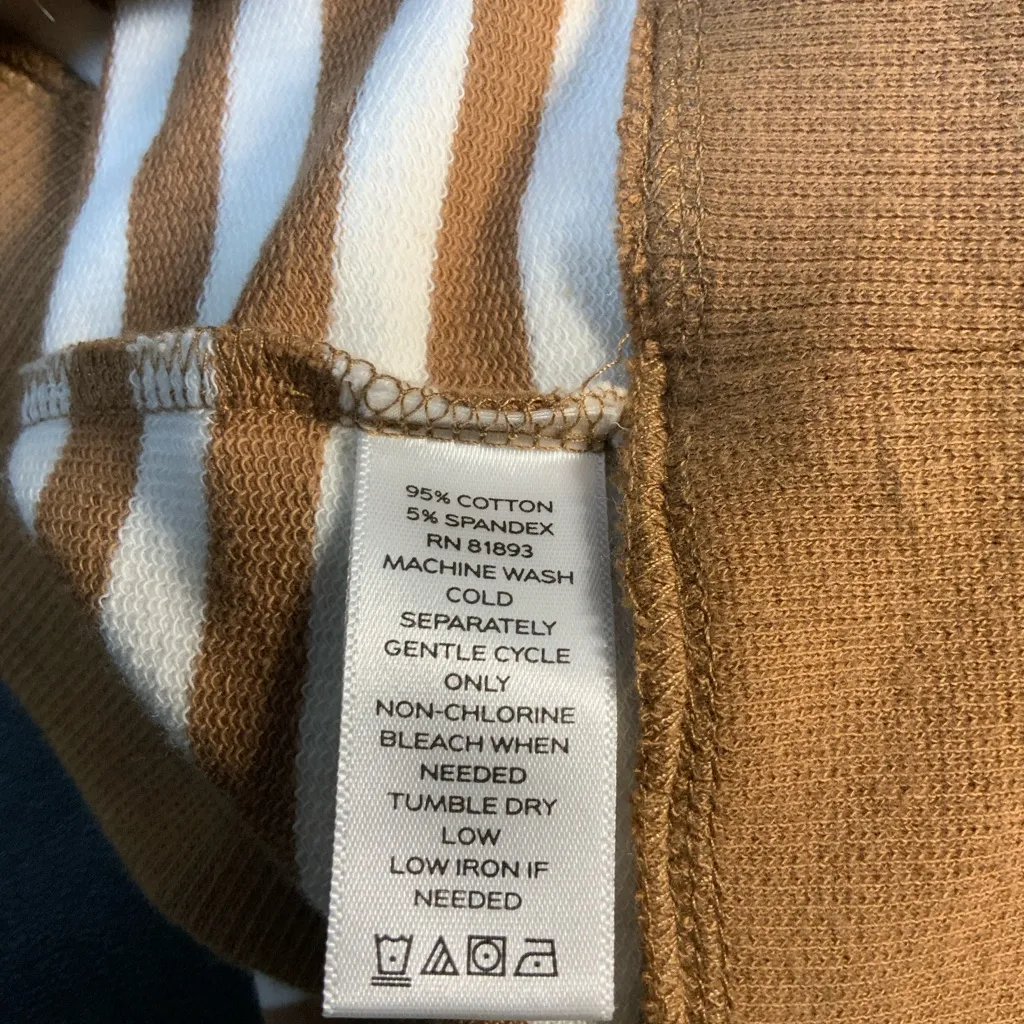 95% COTTON
5% SPANDEX
RN 81893
MACHINE WASH
COLD
SEPARATELY
GENTLE CYCLE
ONLY
NON-CHLORINE
BLEACH WHEN
NEEDED
TUMBLE DRY
LOW
LOW IRON IF
NEEDED